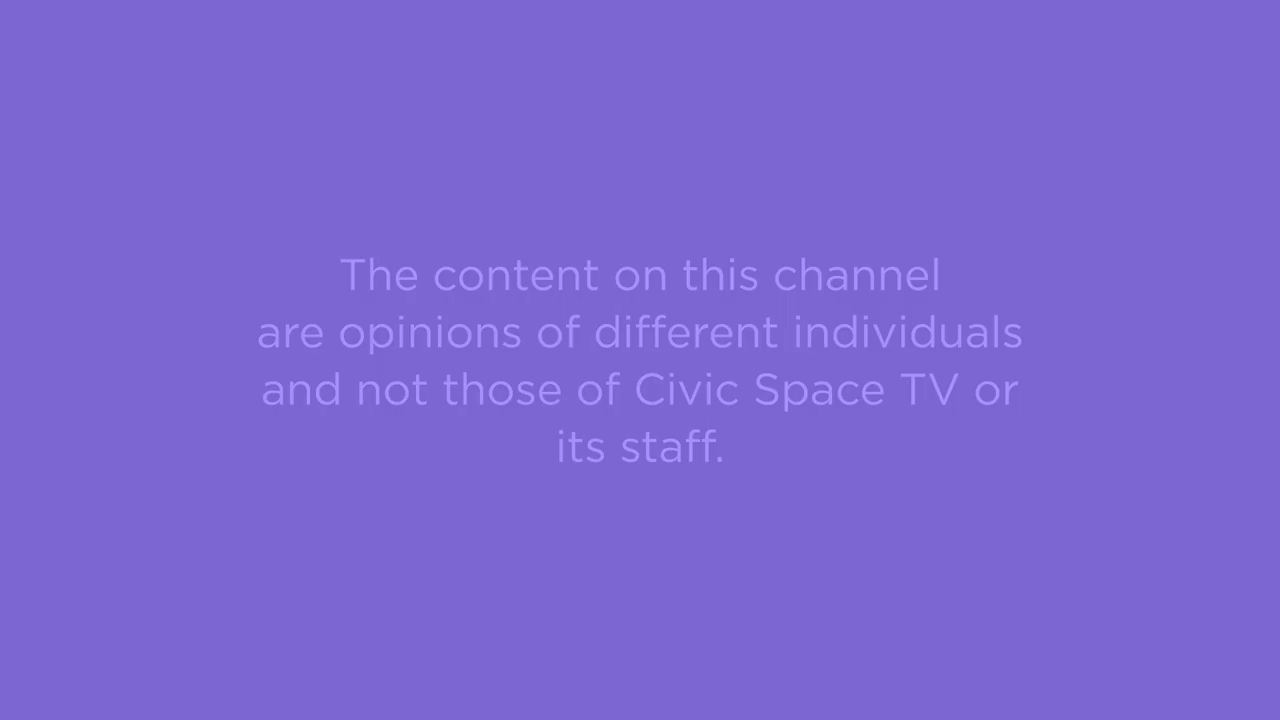 The content on this channel
are opinions of different individuals
and not those of Civic Space TV or
its staff.